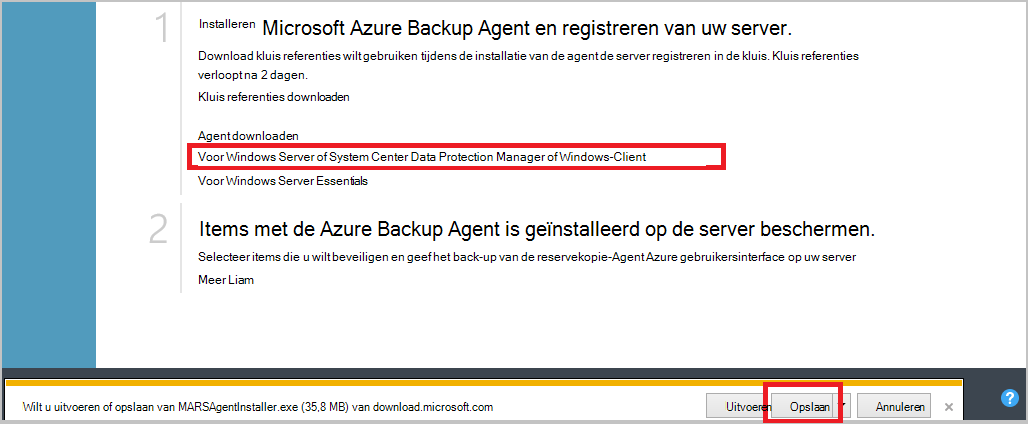 1 Installeren Microsoft Azure Backup Agent en registreren van uw server.
Download kluis referenties wilt gebruiken tijdens de installatie van de agent de server registreren in de kluis. Kluis referenties
verloopt na 2 dagen.
Kluis referenties downloaden
Agent downloaden
Voor Windows Server of System Center Data Protection Manager of Windows-Client
Voor Windows Server Essentials
2 Items met de Azure Backup Agent is geïnstalleerd op de server beschermen.
Selecteer items die u wilt beveiligen en geef het back-up van de reservekopie-Agent Azure gebruikersinterface op uw server
Meer Liam
Wilt u uitvoeren of opslaan van MARSAgentInstaller.exe (35,8 MB) van download.microsoft.com
Uitvoeren Opslaan Annuleren ×
?